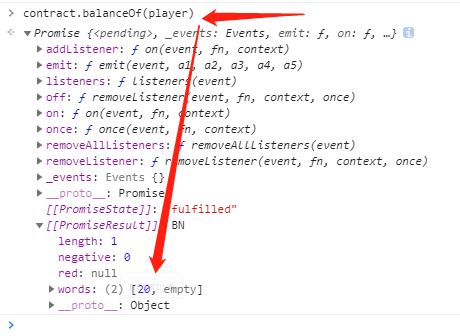 contract.balanceOf(player)
Promise {<pending>, _events: Events, emit: ƒ, on: ƒ, …} i
addListener: ƒ on(event, fn, context)
emit: ƒ emit(event, a1, a2, a3, a4, a5)
listeners: ƒ listeners(event)
off: ƒ removeListener(event, fn, context, once)
on: ƒ on(event, fn, context)
once: ƒ once(event, fn, context)
removeAllListeners: ƒ removeAllListeners(event)
removeListener: ƒ removeListener(event, fn, context, once)
_events: Events {}
__proto__: Promise
[[PromiseState]]: "fulfilled"
[[PromiseResult]]: BN
length: 1
negative: 0
red: null
words: (2) [20, empty]
__proto__: Object